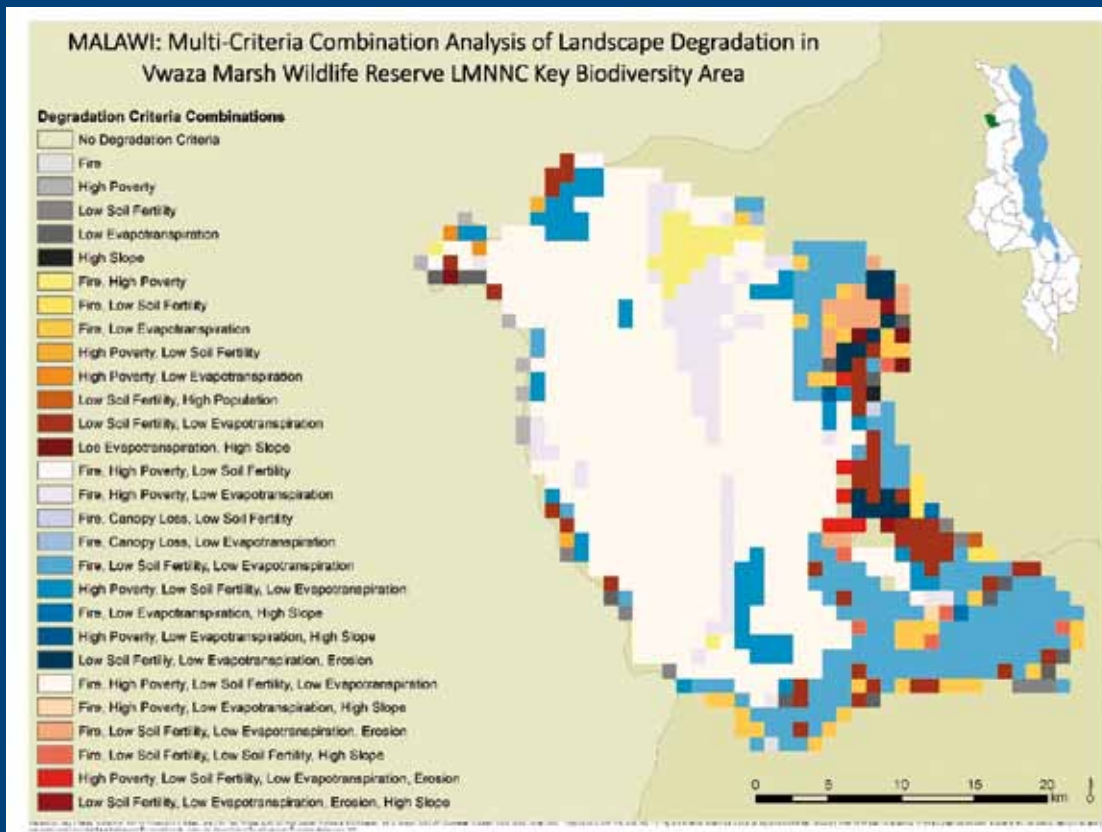 MALAWI: Multi-Criteria Combination Analysis of Landscape Degradation in
Vwaza Marsh Wildlife Reserve LMNNC Key Biodiversity Area
Degradation Criteria Combinations
No Degradation Criteria
Fire
High Poverty
Low Soil Fertility
Low Evapotranspiration
High Slope
Fire, High Poverty
Fire, Low Soil Fertility
Fire, Low Evapotranspiration
High Poverty, Low Soil Fertility
High Poverty, Low Evapotranspiration
Low Soil Fertility, High Population
Low Soil Fertility, Low Evapotranspiration
Loe Evapotranspiration, High Slope
Fire, High Poverty, Low Soil Fertility
Fire, High Poverty, Low Evapotranspiration
Fire, Canopy Loss, Low Soil Fertility
Fire, Canopy Loss, Low Evapotranspiration
Fire, Low Soil Fertility, Low Evapotranspiration
High Poverty, Low Soil Fertility, Low Evapotranspiration
Fire, Low Evapotranspiration, High Slope
High Poverty, Low Evapotranspiration, High Slope
Low Soil Fertiliy, Low Evapotranspiration, Erosion
Fire, High Poverty, Low Soil Fertility, Low Evapotranspiration
Fire, High Poverty, Low Evapotranspiration, High Slope
Fire, Low Soil Fertility, Low Evapotranspiration, Erosion
Fire, Low Soil Fertility, Low Soil Fertility, High Slope
High Poverty, Low Soil Fertility, Low Evapotranspiration, Erosion
Low Soil Fertility, Low Evapotranspiration, Erosion, High Slope
0 5 10 15 20
km